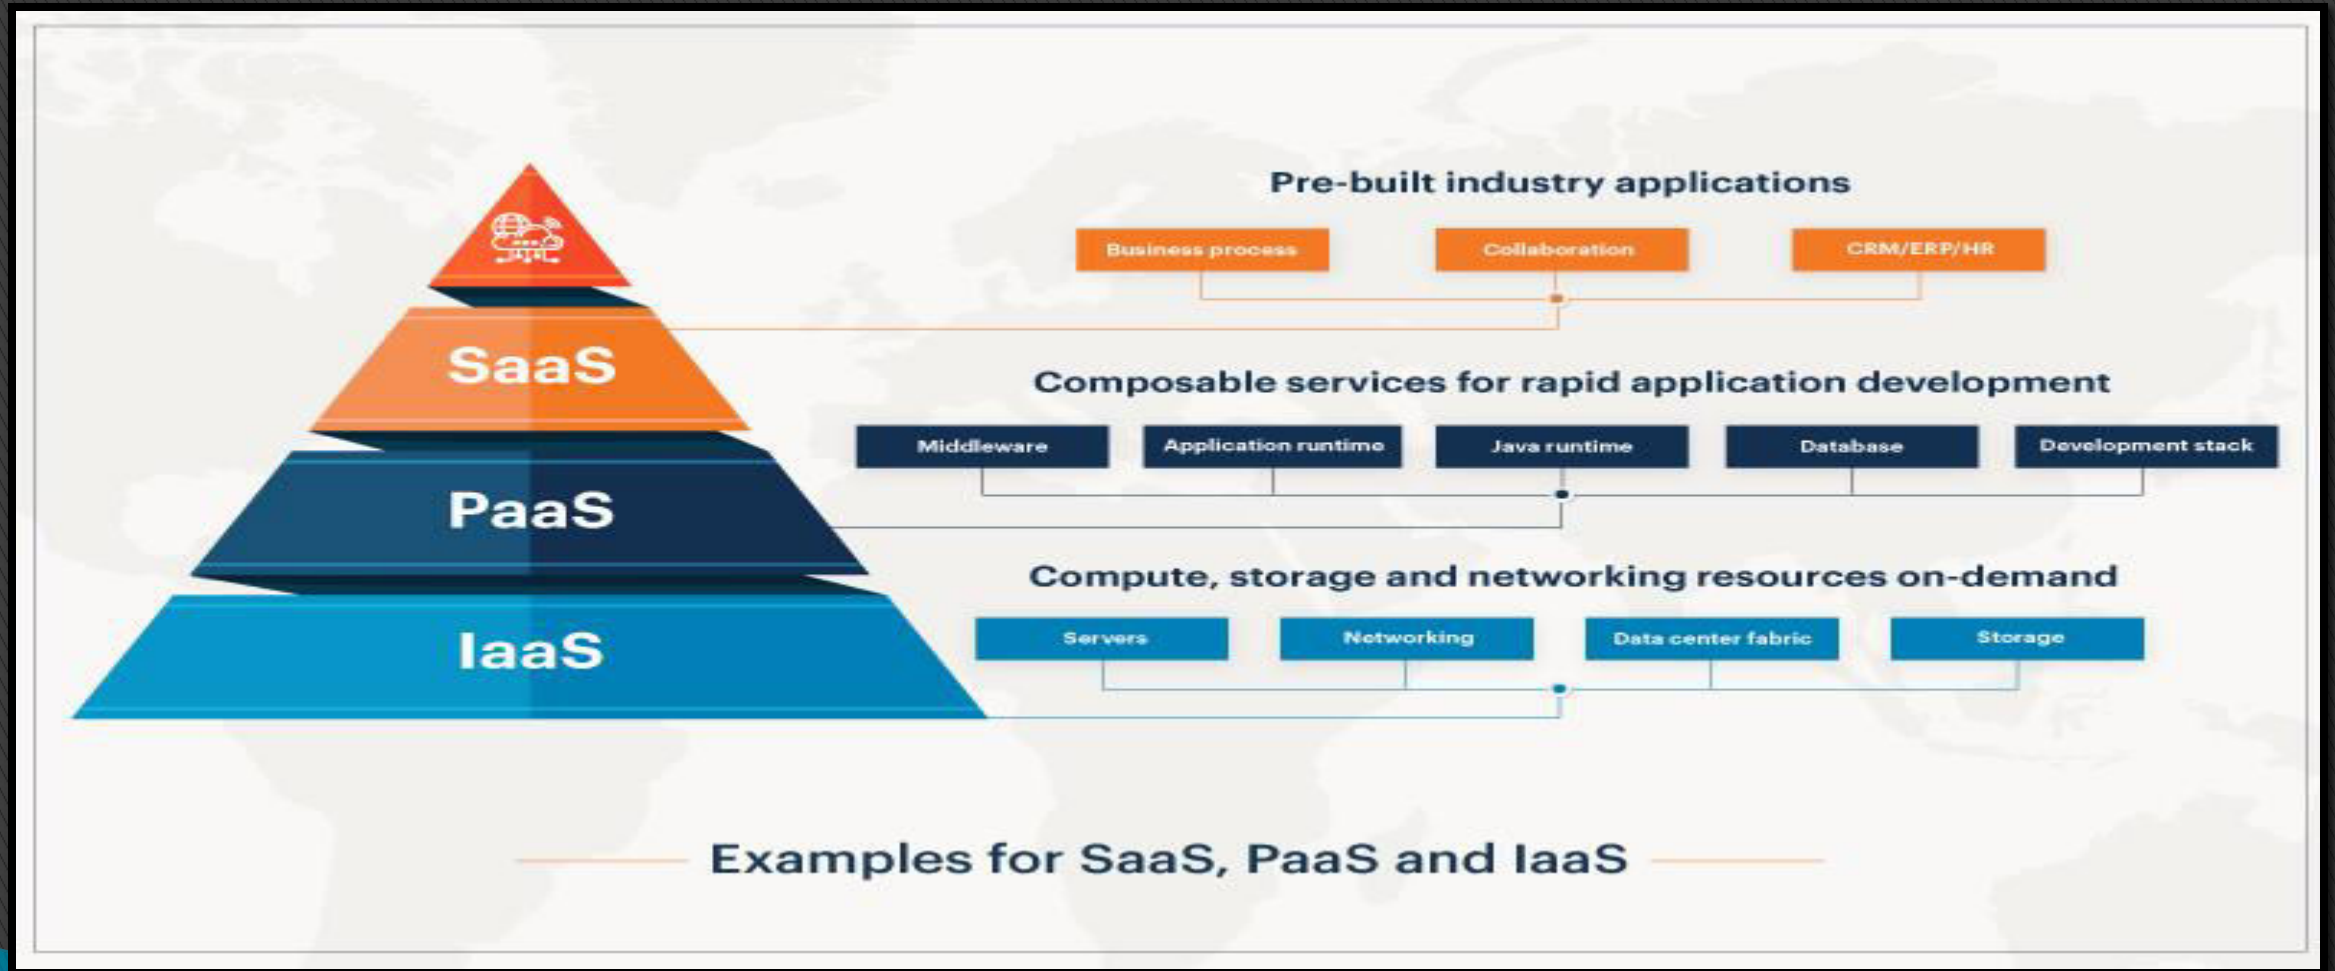 Pre-built industry applications
Business process
Collaboration
CRM/ERP/HR
SaaS
Composable services for rapid application development
Middleware
Application runtime
Java runtime
Database
Development stack
PaaS
Compute, storage and networking resources on-demand
Servers
Networking
Data center fabric
Storage
IaaS
Examples for SaaS, PaaS and IaaS